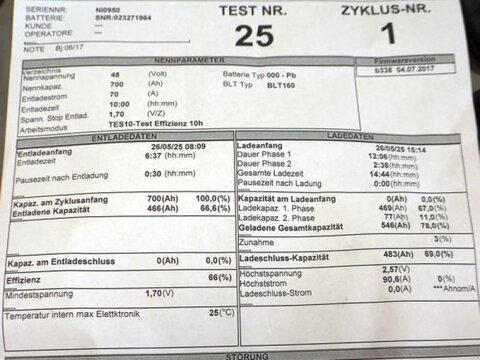 SERIENNR: NI0950
BATTERIE : SNR:023271964
KUNDE ---
OPERATOR ---
NOTE Bj 06/17
TEST NR. ZYKLUS-NR.
25 1
NENNPARAMETER
Verzeichnis
Nennspannung 48 (Volt)
Nennkapaz. 700 (Ah)
Entladestrom 70 (A)
Entladezeit 10:00 (hh:mm)
Spann. Stop Entlad. 1,70 (V/Z)
Arbeitsmodus TES10-Test Effizienz 10h
Batterie Typ 000 - Pb
BLT Typ BLT160
Firmwareversion
b338 04.07.2017
ENTLADEDATEN
Entladeanfang 26/05/25 08:09
Entladezeit 6:37 (hh:mm)
Pausezeit nach Entladung 0:30 (hh:mm)
Kapaz. am Zyklusanfang 700(Ah) 100,0(%)
Entladene Kapazität 466(Ah) 66,6(%)
Kapaz. am Entladeschluss 0(Ah) 0,0(%)
Effizienz 66(%)
Mindestspannung 1,70(V)
Temperatur intern max Elettktronik 25(°C)
LADEDATEN
Ladeanfang 26/05/25 15:14
Dauer Phase 1 12:06(hh:mm)
Dauer Phase 2 2:38(hh:mm)
Gesamte Ladezeit 14:44(hh:mm)
Pausezeit nach Ladung 0:00(hh:mm)
Kapazität am Ladeanfang 0(Ah) 0,0(%)
Ladekapaz. 1. Phase 469(Ah) 67,0(%)
Ladekapaz. 2. Phase 77(Ah) 11,0(%)
Geladene Gesamtkapazität 546(Ah) 78,0(%)
Zunahme 3(%)
Ladeschluss-Kapazität 483(Ah) 69,0(%)
Höchstspannung 2,57(V)
Höchststrom 90,6(A) 0(%)
Ladeschluss-Strom 0,0(A) ***Ahnom/A)
STÖRUNG